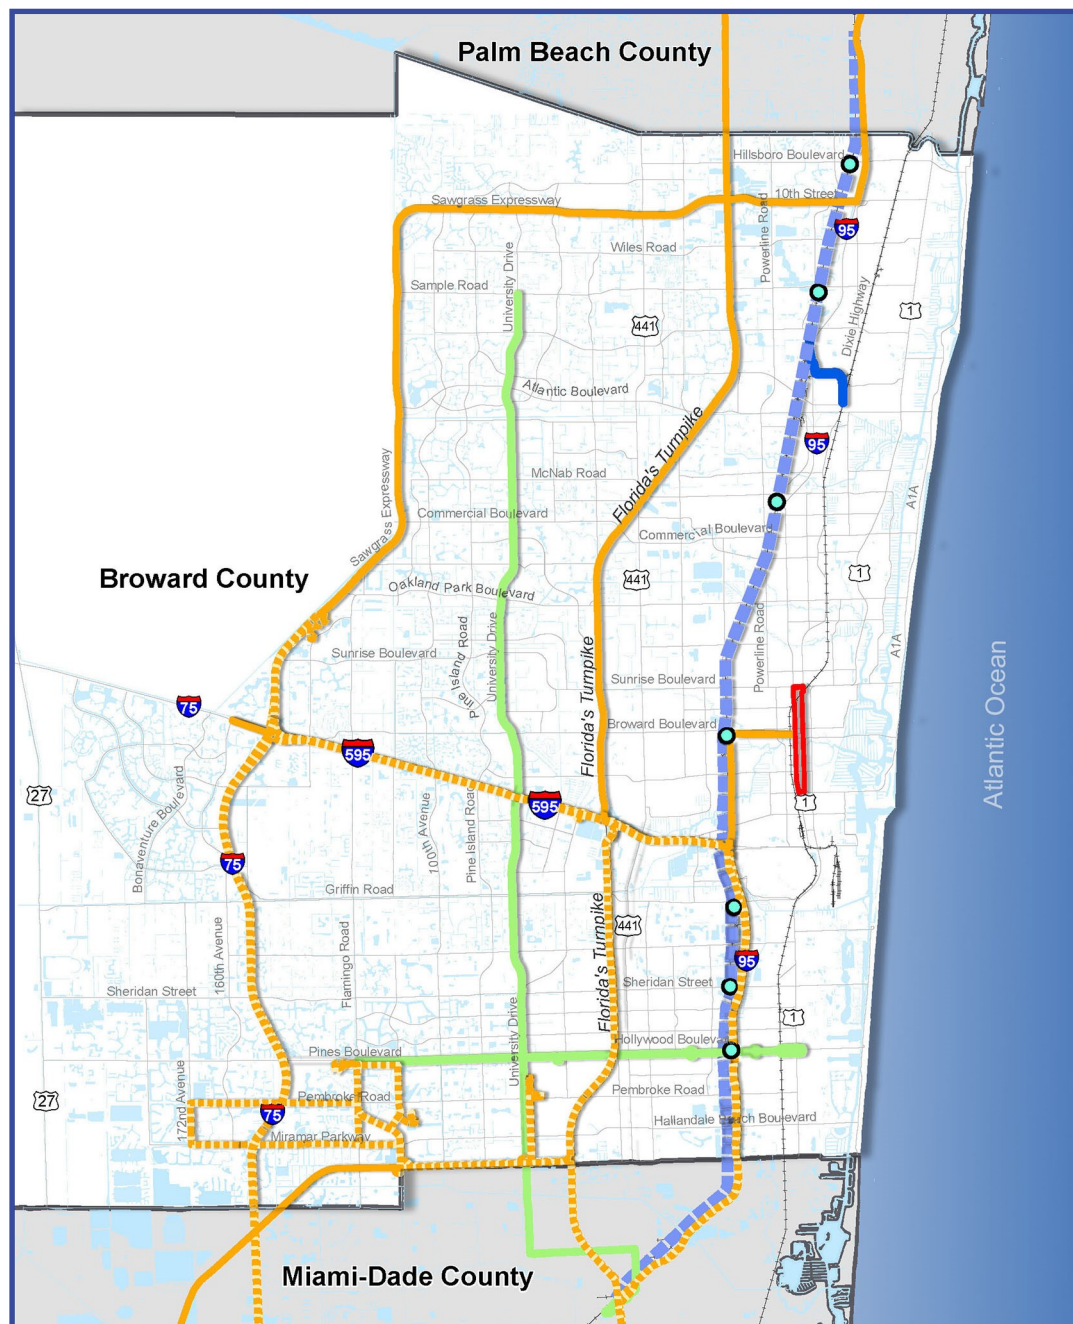 Palm Beach County
Hillsboro Boulevard
10th Street
Sawgrass Expressway
Powerline Road
95
Wiles Road
University Drive
Sample Road
441
1
Dixie Highway
Atlantic Boulevard
Florida's Turnpike
95
McNab Road
Sawgrass Expressway
Commercial Boulevard
Commercial Boulevard
A1A
Broward County
441
1
Oakland Park Boulevard
Pine Island Road
University Drive
Powerline Road
A1A
Sunrise Boulevard
Sunrise Boulevard
Florida's Turnpike
75
Broward Boulevard
Atlantic Ocean
595
27
Bonaventure Boulevard
100th Avenue
Pine Island Road
595
1
75
Griffin Road
441
160th Avenue
Flamingo Road
Florida's Turnpike
95
Sheridan Street
Sheridan Street
1
University Drive
Hollywood Boulevard
Pines Boulevard
172nd Avenue
27
Pembroke Road
Pembroke Road
75
Hallandale Beach Boulevard
Miramar Parkway
Miami-Dade County